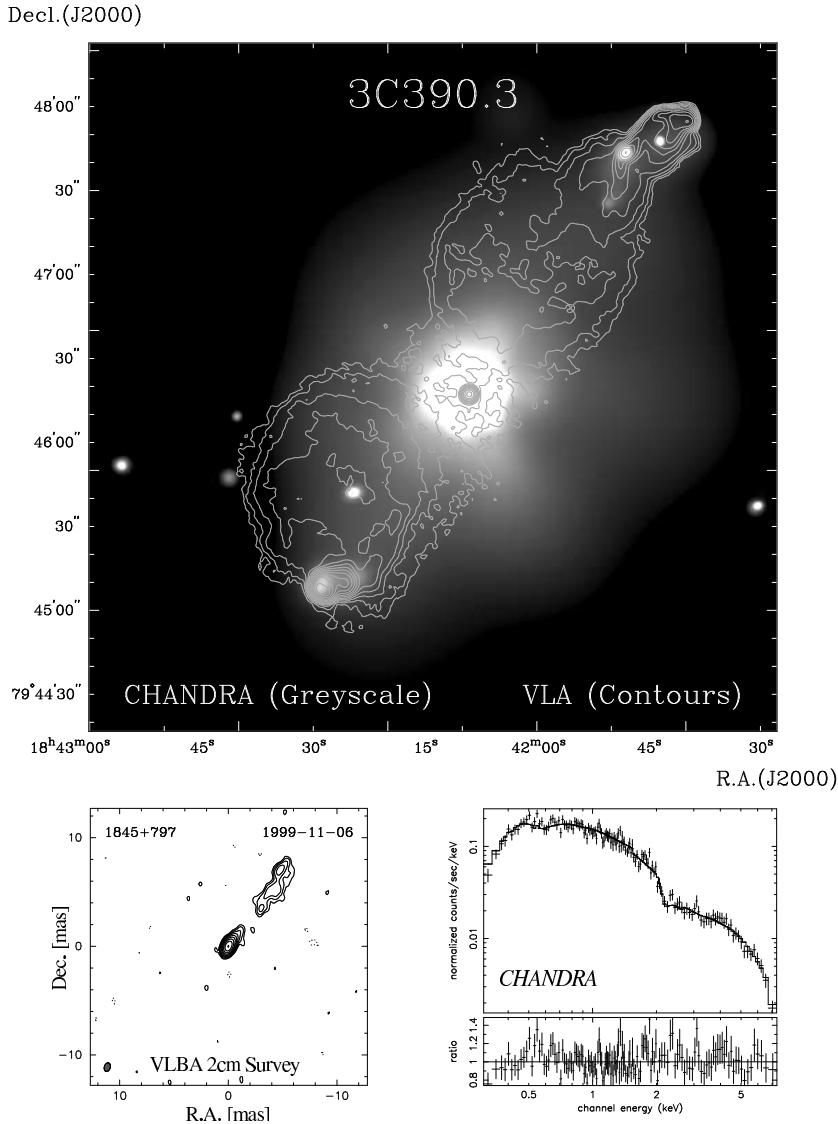 Decl.(J2000)
3C390.3
48'00"
30"
47'00"
30"
46'00"
30"
45'00"
79°44'30"
CHANDRA (Greyscale) VLA (Contours)
18h43m00s 45s 30s 15s 42m00s 45s 30s
R.A.(J2000)
1845+797 1999-11-06
10
0
-10
Dec. [mas]
VLBA 2cm Survey
10 0 -10
R.A. [mas]
normalized counts/sec/keV
0.1
0.01
CHANDRA
ratio
1.4
1.2
1
0.8
0.5 1 2 5
channel energy (keV)